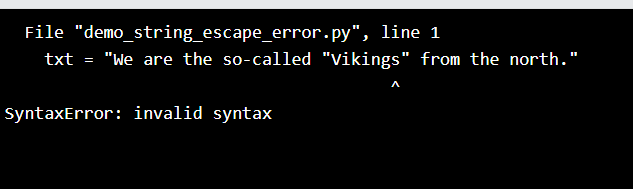 File "demo_string_escape_error.py", line 1
txt = "We are the so-called "Vikings" from the north."
^
SyntaxError: invalid syntax